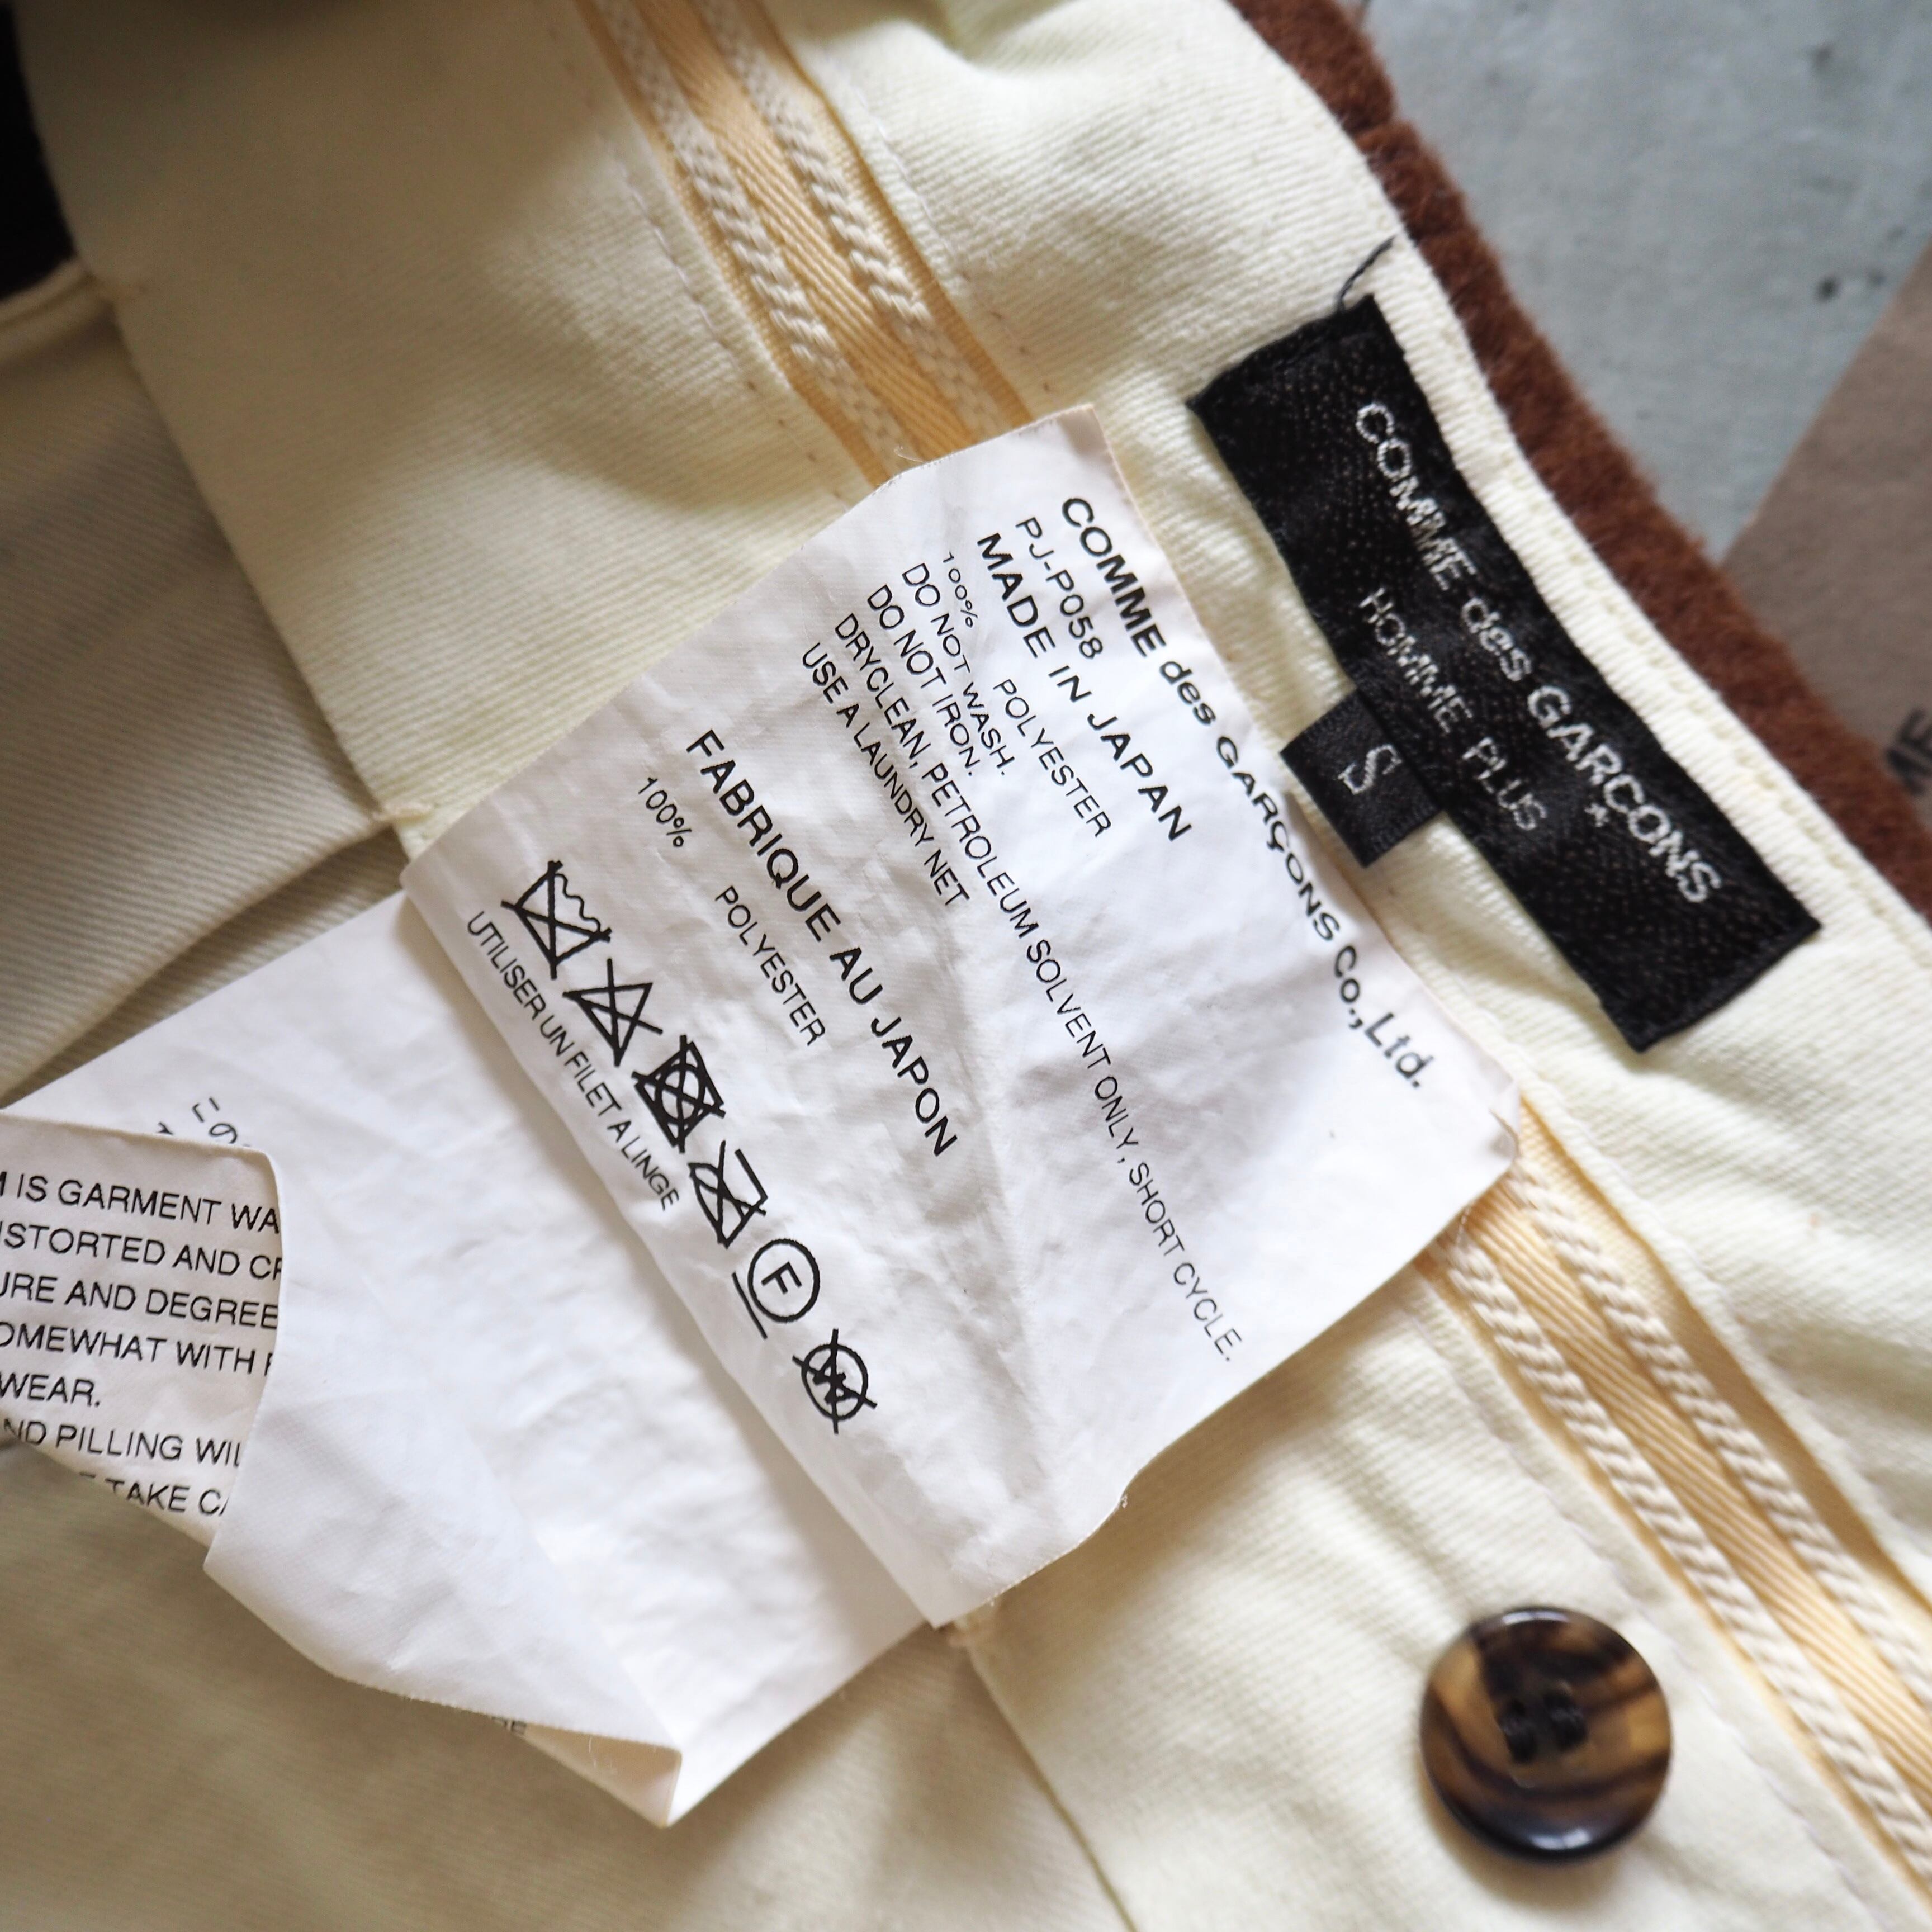 COMME des GARÇONS
HOMME PLUS
S
COMME des GARÇONS Co., Ltd.
PJ-P058
MADE IN JAPAN
100% POLYESTER
DO NOT WASH.
DO NOT IRON.
DRYCLEAN, PETROLEUM SOLVENT ONLY, SHORT CYCLE.
USE A LAUNDRY NET
FABRIQUE AU JAPON
100% POLYESTER
F
W
UTILISER UN FILET A LINGE
IS GARMENT WA
ISTORTED AND
URE AND DEGREE
OMEWHAT WITH
WEAR.
ND PILLING WIL
TAKE